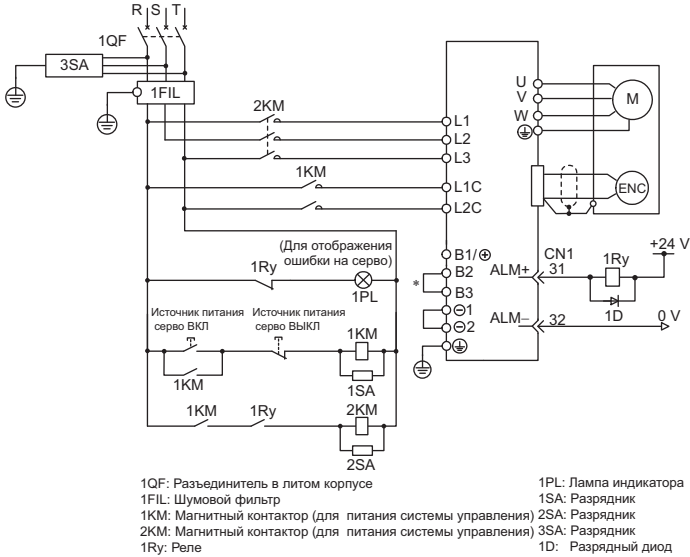 R S T
1QF
3SA
1FIL
2KM
L1
L2
L3
1KM
L1C
L2C
U
V
W
M
ENC
(Для отображения
ошибки на серво)
1Ry
1PL
B1/⊕
B2
*
B3
⊖1
⊖2
ALM+
CN1
31
1Ry
+24 V
1D
ALM−
32
0 V
Источник питания
серво ВКЛ
Источник питания
серво ВЫКЛ
1KM
1KM
1SA
1KM
1Ry
2KM
2SA
1QF: Разъединитель в литом корпусе
1FIL: Шумовой фильтр
1KM: Магнитный контактор (для питания системы управления)
2KM: Магнитный контактор (для питания системы управления)
1Ry: Реле
1PL: Лампа индикатора
1SA: Разрядник
2SA: Разрядник
3SA: Разрядник
1D: Разрядный диод